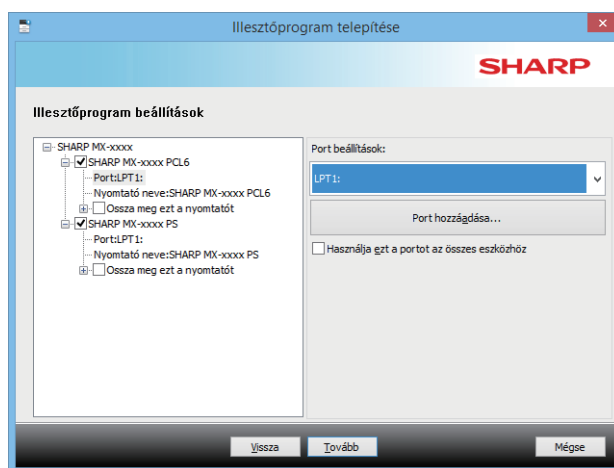 Illesztőprogram telepítése
SHARP
Illesztőprogram beállítások
SHARP MX-xxxx
SHARP MX-xxxx PCL6
Port:LPT1:
Nyomtató neve:SHARP MX-xxxx PCL6
Ossza meg ezt a nyomtatót
SHARP MX-xxxx PS
Port:LPT1:
Nyomtató neve:SHARP MX-xxxx PS
Ossza meg ezt a nyomtatót
Port beállítások:
LPT1:
Port hozzáadása...
Használja ezt a portot az összes eszközhöz
Vissza Tovább Mégse